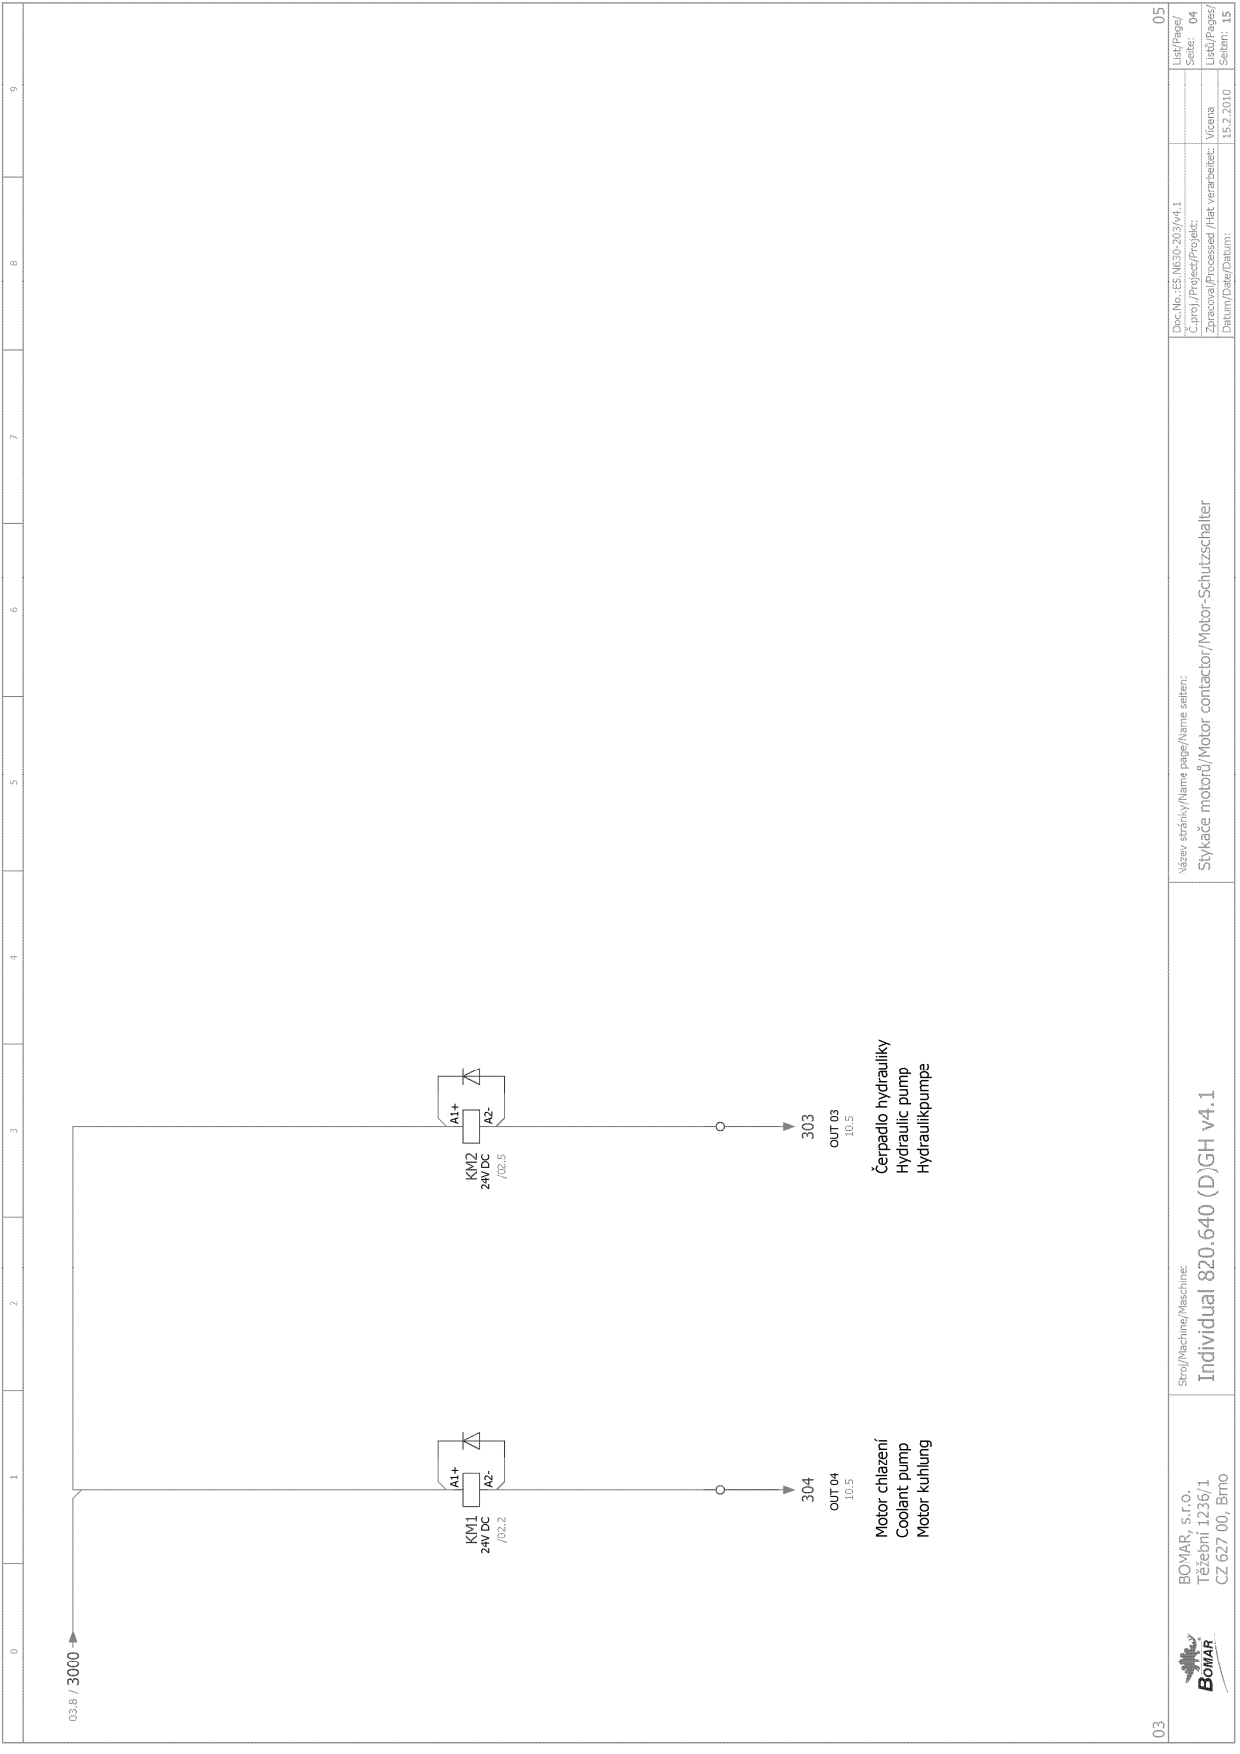 0 1 2 3 4 5 6 7 8 9
03.8 / 3000
A1+
KM1
24V DC
A2-
/02.2
A1+
KM2
24V DC
A2-
/02.5
304
OUT 04
10.5
303
OUT 03
10.5
Motor chlazení
Coolant pump
Motor kuhlung
Čerpadlo hydrauliky
Hydraulic pump
Hydraulikpumpe
03
05
BOMAR
BOMAR, s.r.o.
Těžební 1236/1
CZ 627 00, Brno
Stroj/Machine/Maschine:
Individual 820.640 (D)GH v4.1
Název stránky/Name page/Name seiten:
Stykače motorů/Motor contactor/Motor-Schutzschalter
Doc.No.:ES.N630-203/v4.1
Č.proj./Project/Projekt:
Zpracoval/Processed /Hat verarbeitet: Vícena
Datum/Date/Datum: 15.2.2010
List/Page/
Seite: 04
Listů/Pages/
Seiten: 15